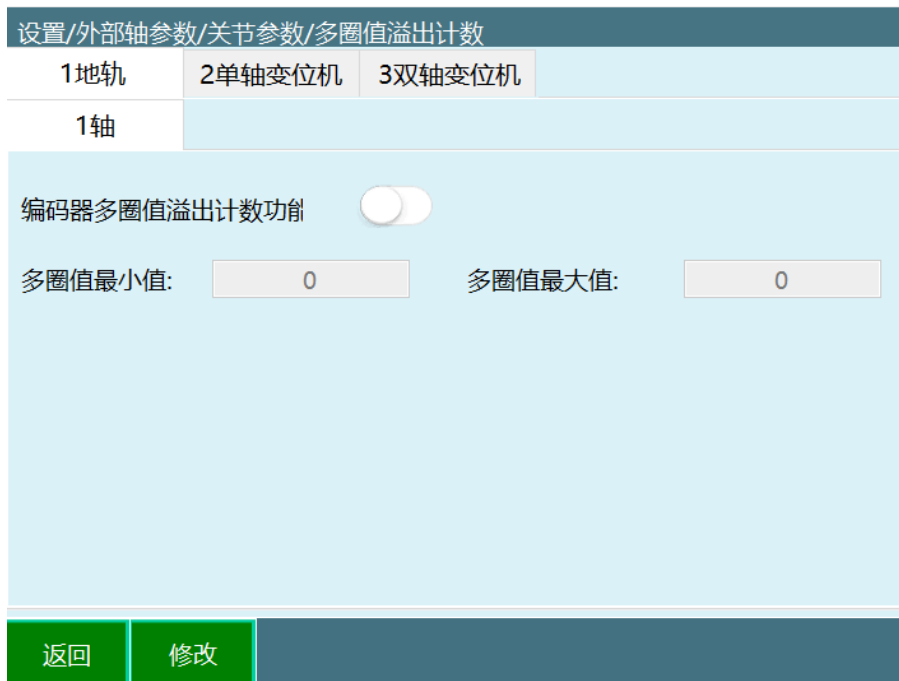 设置/外部轴参数/关节参数/多圈值溢出计数
1地轨 2单轴变位机 3双轴变位机
1轴
编码器多圈值溢出计数功能
多圈值最小值: 0 多圈值最大值: 0
返回 修改